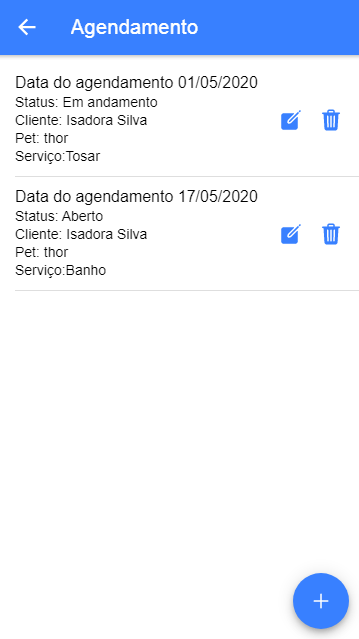 Agendamento
Data do agendamento 01/05/2020
Status: Em andamento
Cliente: Isadora Silva
Pet: thor
Serviço:Tosar
Data do agendamento 17/05/2020
Status: Aberto
Cliente: Isadora Silva
Pet: thor
Serviço:Banho